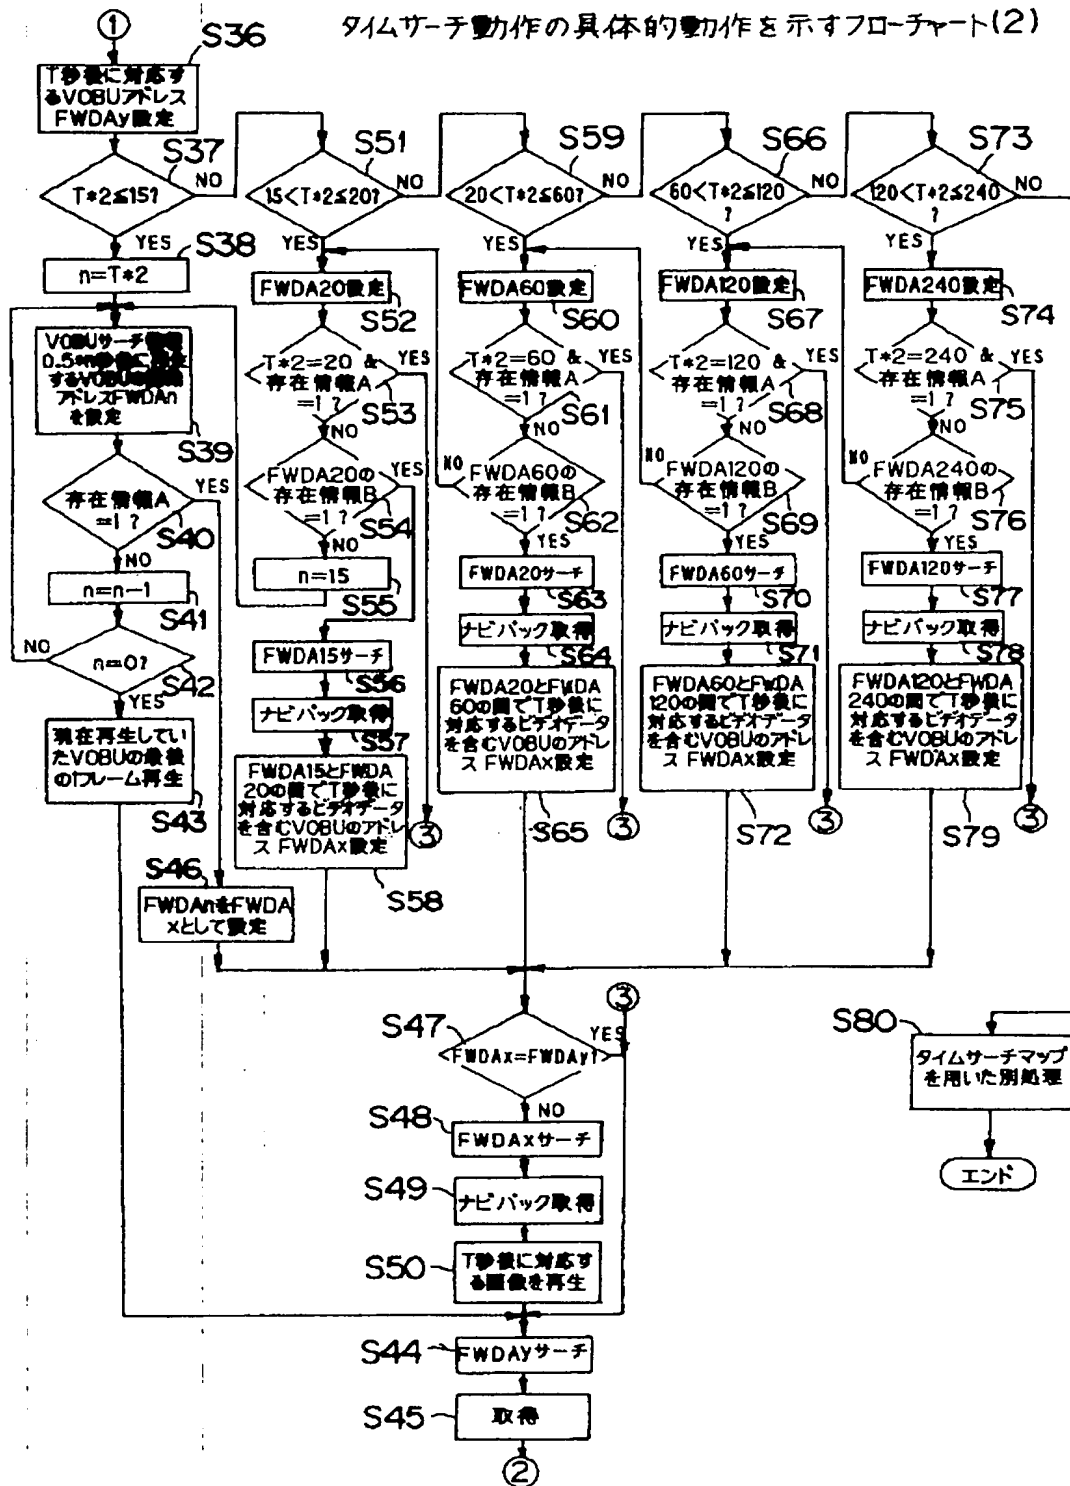 タイムサーチ動作の具体的動作を示すフローチャート(2)
①
S36
T秒後に対応す
るVOBUアドレス
FWDAy設定
S37
T*2≦15?
NO
YES
S38
n=T*2
VOBUサーチ
0.5*n秒後に
するVOBUの
アドレスFWDAn
を設定
S39
存在情報A
=1?
YES
S40
NO
n=n-1
S41
n=0?
NO
S42
YES
現在再生してい
たVOBUの最後
の1フレーム再生
S43
S46
FWDAnをFWDA
xとして設定
S51
15<T*2≦20?
NO
YES
FWDA20設定
S52
T*2=20 &
存在情報A
=1?
YES
S53
NO
FWDA20の
存在情報B
=1?
YES
S54
NO
n=15
S55
FWDA15サーチ
S56
ナビパック取得
S57
FWDA15とFWDA
20の間でT秒後に
対応するビデオデータ
を含むVOBUのアドレ
ス FWDAx設定
S58
③
S59
20<T*2≦60?
NO
YES
FWDA60設定
S60
T*2=60 &
存在情報A
=1?
YES
S61
NO
FWDA60の
存在情報B
=1?
NO
S62
YES
FWDA20サーチ
S63
ナビパック取得
S64
FWDA20とFWDA
60の間でT秒後に
対応するビデオデータ
を含むVOBUのアドレ
ス FWDAx設定
S65
③
S66
60<T*2≦120
?
NO
YES
FWDA120設定
S67
T*2=120 &
存在情報A
=1?
YES
S68
NO
FWDA120の
存在情報B
=1?
NO
S69
YES
FWDA60サーチ
S70
ナビパック取得
S71
FWDA60とFWDA
120の間でT秒後に
対応するビデオデータ
を含むVOBUのアドレ
ス FWDAx設定
S72
③
S73
120<T*2≦240
?
NO
YES
FWDA240設定
S74
T*2=240 &
存在情報A
=1?
YES
S75
NO
FWDA240の
存在情報B
=1?
NO
S76
YES
FWDA120サーチ
S77
ナビパック取得
S78
FWDA120とFWDA
240の間でT秒後に
対応するビデオデータ
を含むVOBUのアドレ
ス FWDAx設定
S79
③
③
S47
FWDAx=FWDAy?
YES
NO
S48
FWDAxサーチ
S49
ナビパック取得
S50
T秒後に対応す
る画像を再生
S44
FWDAyサーチ
S45
取得
②
S80
タイムサーチマップ
を用いた別処理
エンド